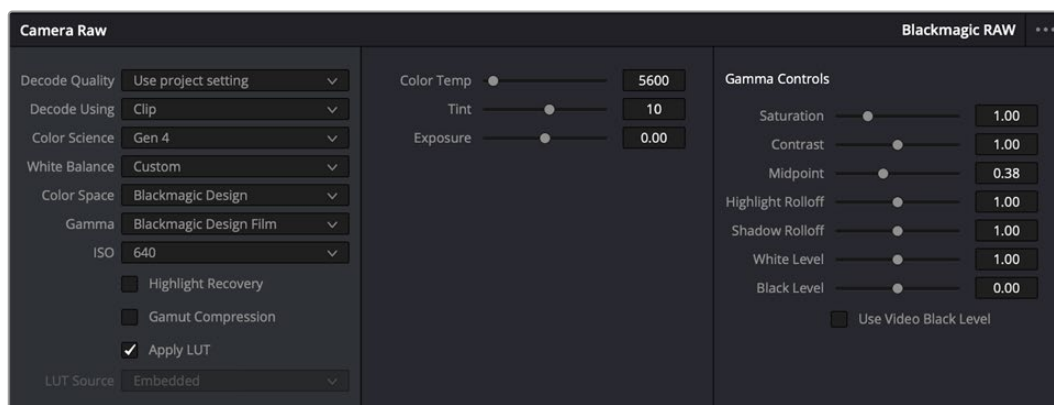 Camera Raw
Blackmagic RAW
Decode Quality Use project setting
Decode Using Clip
Color Science Gen 4
White Balance Custom
Color Space Blackmagic Design
Gamma Blackmagic Design Film
ISO 640
Highlight Recovery
Gamut Compression
Apply LUT
LUT Source Embedded
Color Temp 5600
Tint 10
Exposure 0.00
Gamma Controls
Saturation 1.00
Contrast 1.00
Midpoint 0.38
Highlight Rolloff 1.00
Shadow Rolloff 1.00
White Level 1.00
Black Level 0.00
Use Video Black Level